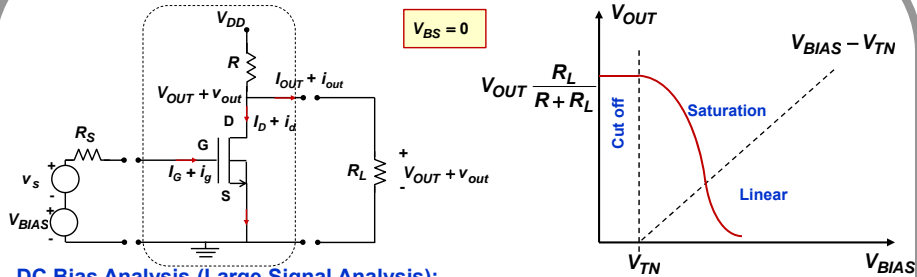 V_DD
V_BS = 0
R
I_OUT + i_out
V_OUT + v_out
D
I_D + i_d
R_S
G
I_G + i_g
S
v_s
+
-
V_BIAS
+
-
R_L
+
-
V_OUT + v_out
V_OUT
V_BIAS – V_TN
V_OUT R_L / R + R_L
Cut off
Saturation
Linear
V_TN
V_BIAS
DC Bias Analysis (Large Signal Analysis):